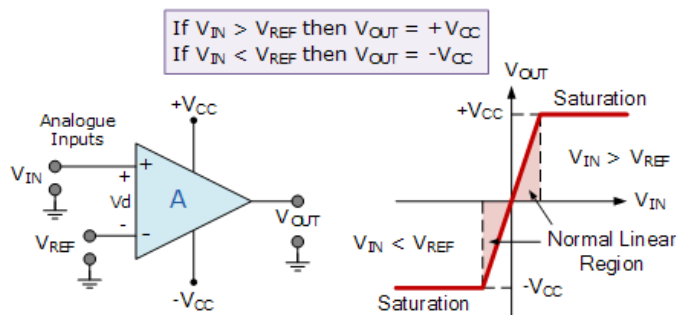 If VIN > VREF then VOUT = +VCC
If VIN < VREF then VOUT = -VCC
Analogue
Inputs
+VCC
VIN
+
+
Vd
A
-
-
VREF
VOUT
-VCC
VOUT
+VCC
Saturation
VIN > VREF
VIN
VIN < VREF
Normal Linear
Region
-VCC
Saturation